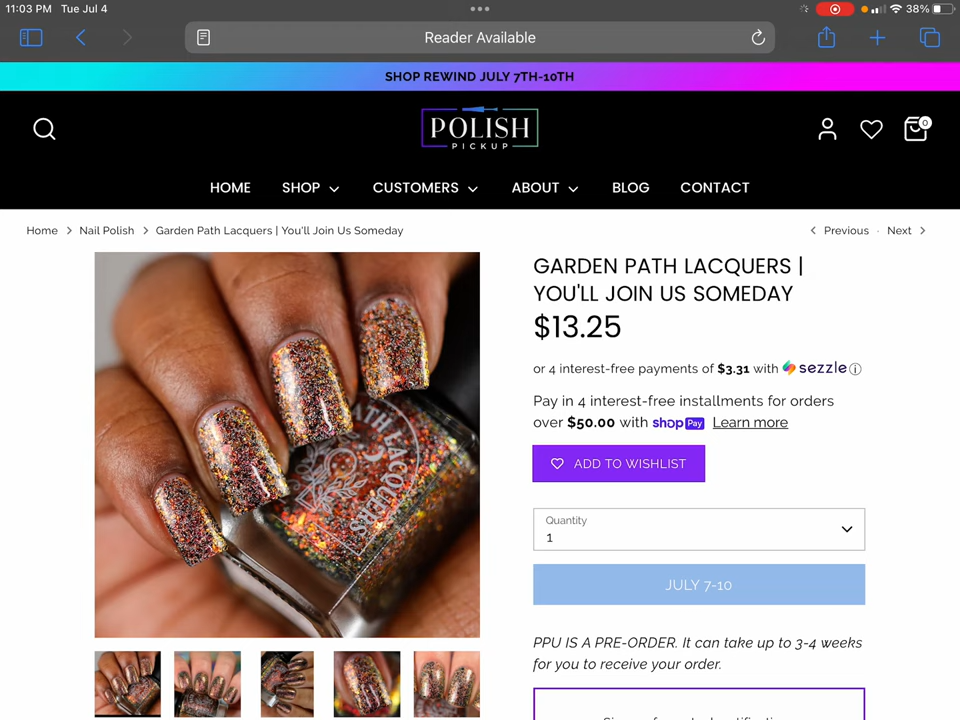 11:03 PM Tue Jul 4
38%
Reader Available
SHOP REWIND JULY 7TH-10TH
POLISH
PICKUP
0
HOME SHOP CUSTOMERS ABOUT BLOG CONTACT
Home > Nail Polish > Garden Path Lacquers | You'll Join Us Someday
< Previous · Next >
GARDEN PATH LACQUERS |
YOU'LL JOIN US SOMEDAY
$13.25
or 4 interest-free payments of $3.31 with sezzle
Pay in 4 interest-free installments for orders
over $50.00 with shop Pay Learn more
ADD TO WISHLIST
Quantity
1
JULY 7-10
PPU IS A PRE-ORDER. It can take up to 3-4 weeks
for you to receive your order.
PATH LACQUERS